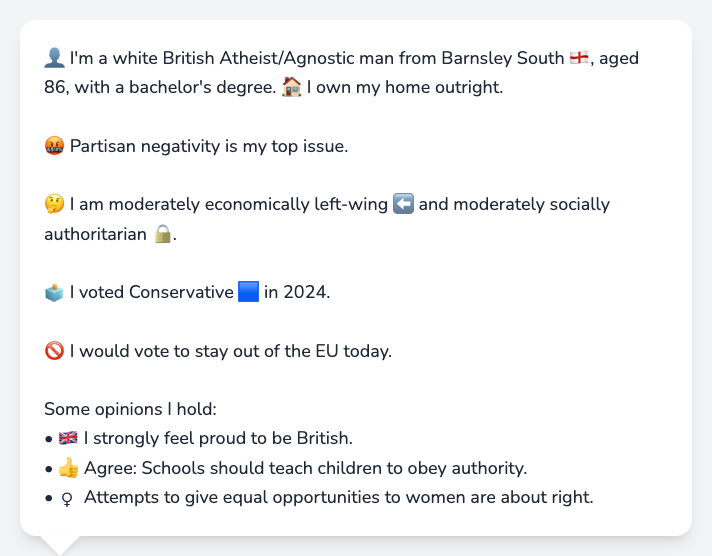 👤 I'm a white British Atheist/Agnostic man from Barnsley South 🏴󠁧󠁢󠁥󠁮󠁧󠁿, aged
86, with a bachelor's degree. 🏠 I own my home outright.
🤬 Partisan negativity is my top issue.
🤔 I am moderately economically left-wing ⬅️ and moderately socially
authoritarian 🔒.
🗳️ I voted Conservative 🟦 in 2024.
🚫 I would vote to stay out of the EU today.
Some opinions I hold:
• 🇬🇧 I strongly feel proud to be British.
• 👍 Agree: Schools should teach children to obey authority.
• ♀ Attempts to give equal opportunities to women are about right.